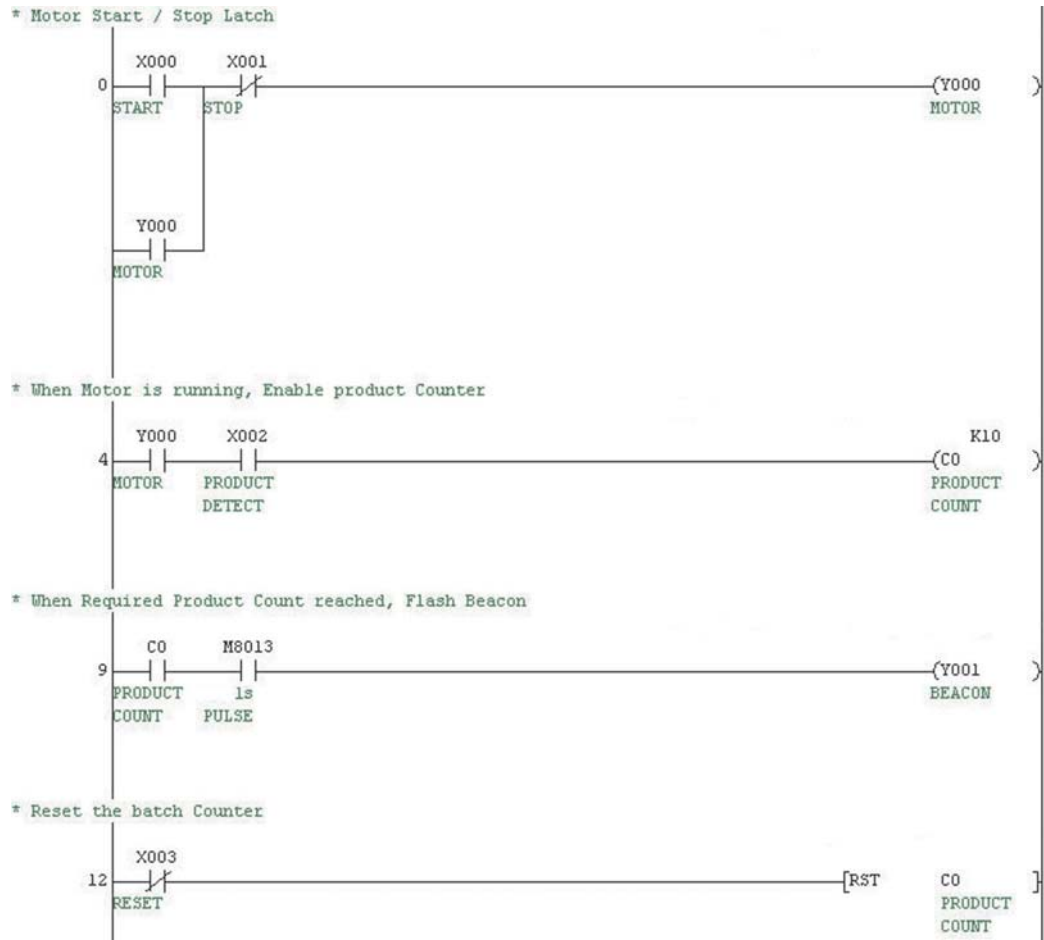 * Motor Start / Stop Latch
X000 X001
0 (Y000 )
START STOP MOTOR
Y000
MOTOR
* When Motor is running, Enable product Counter
Y000 X002 K10
4 (C0 )
MOTOR PRODUCT PRODUCT
DETECT COUNT
* When Required Product Count reached, Flash Beacon
C0 M8013
9 (Y001 )
PRODUCT 1s BEACON
COUNT PULSE
* Reset the batch Counter
X003
12 [RST C0 ]
RESET PRODUCT
COUNT